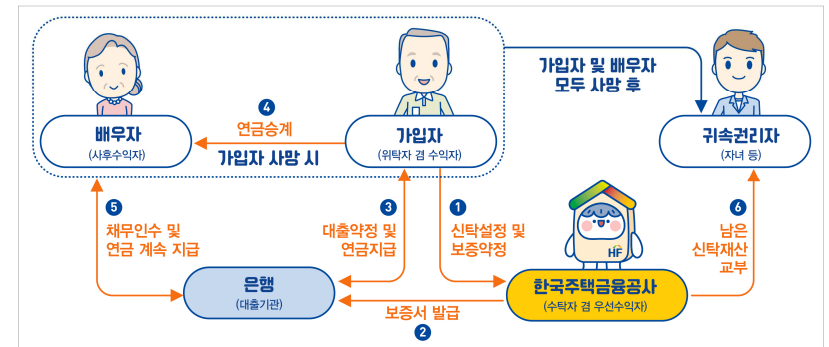 가입자 및 배우자
모두 사망 후
배우자
(사후수익자)
4
연금승계
가입자 사망 시
가입자
(위탁자 겸 수익자)
귀속권리자
(자녀 등)
5
채무인수 및
연금 계속 지급
3
대출약정 및
연금지급
1
신탁설정 및
보증약정
HF
6
남은
신탁재산
교부
은행
(대출기관)
보증서 발급
2
한국주택금융공사
(수탁자 겸 우선수익자)